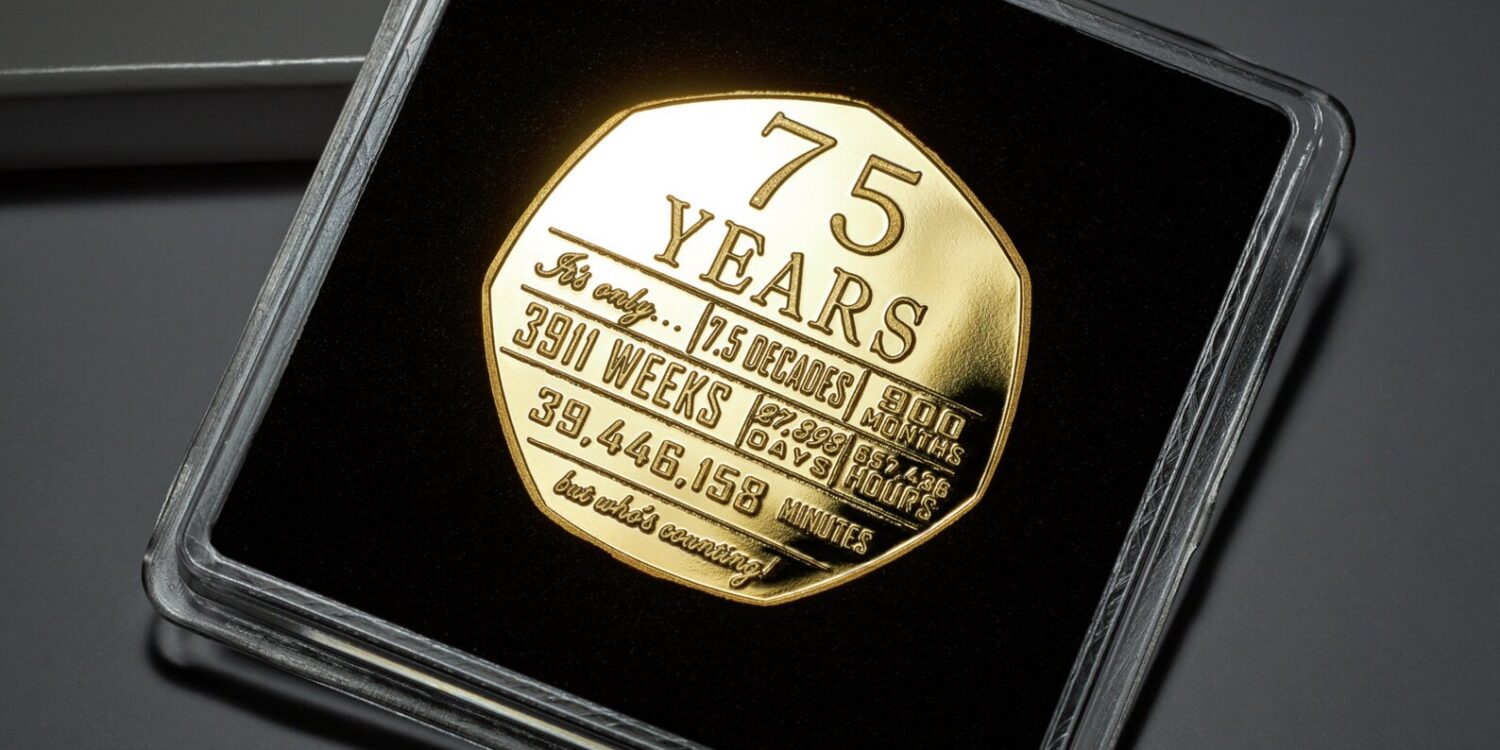 75
YEARS
It's only... 7.5 DECADES 900 MONTHS
3911 WEEKS 27,393 DAYS 657,436 HOURS
39,446,158 MINUTES
but who's counting!